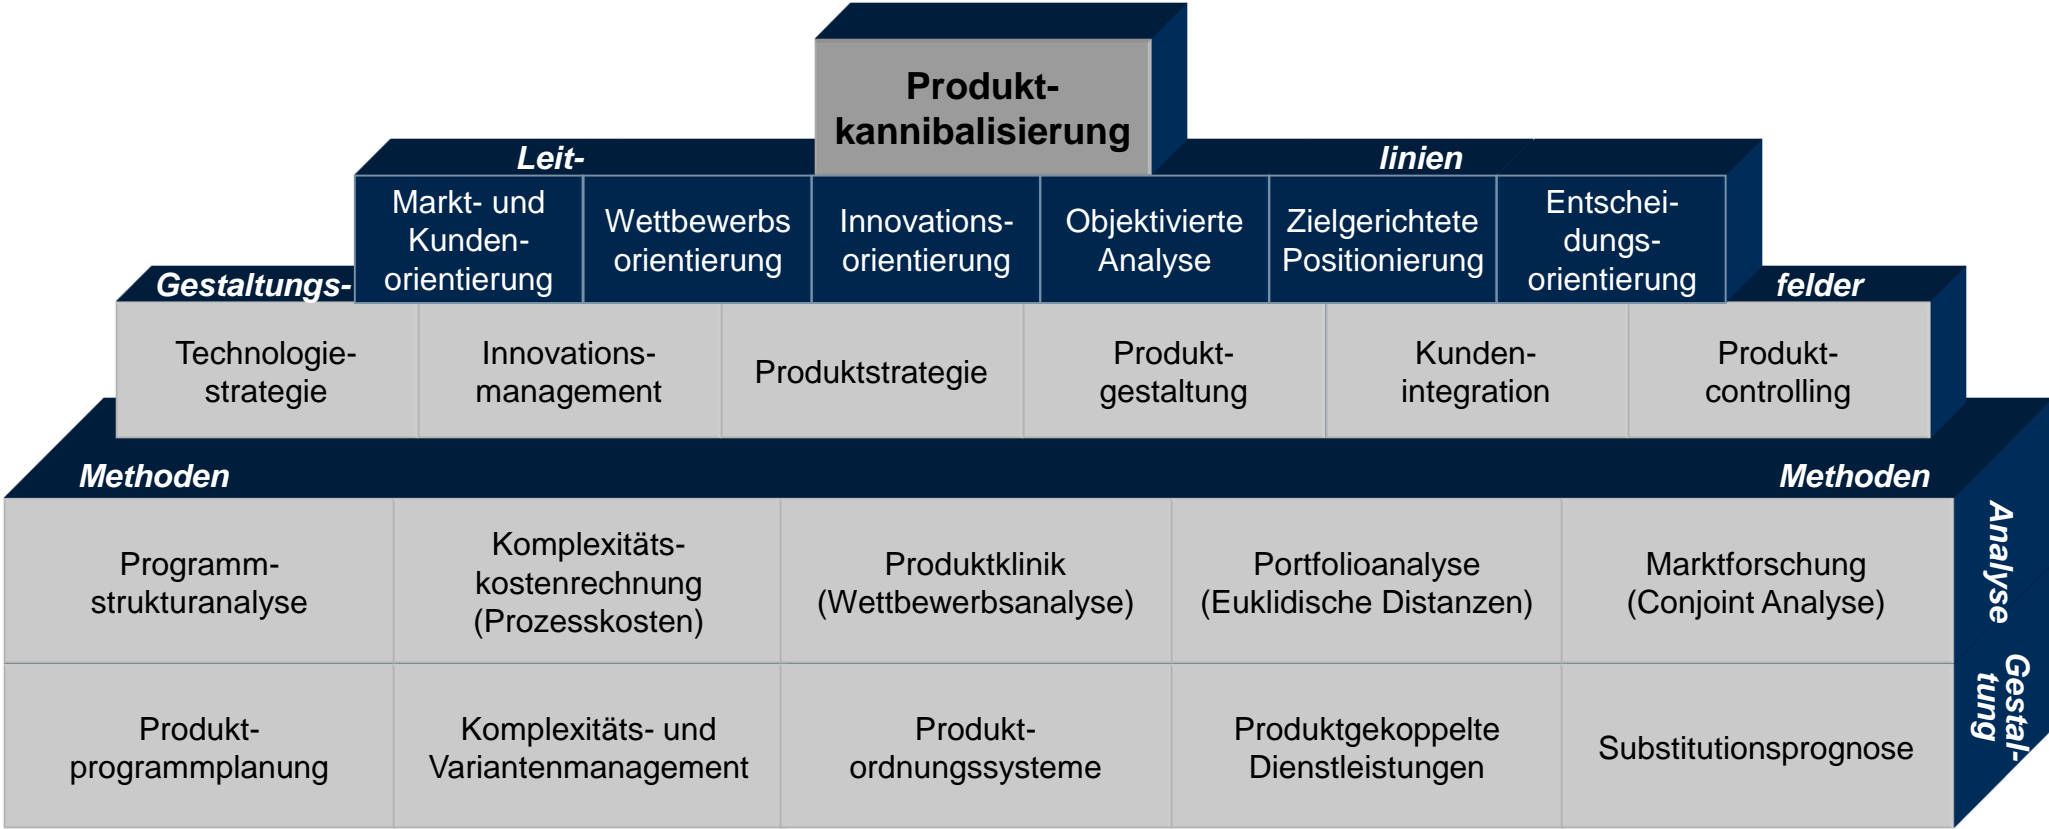 Produkt-
kannibalisierung
Leit-
linien
Markt- und
Kunden-
orientierung
Wettbewerbs
orientierung
Innovations-
orientierung
Objektivierte
Analyse
Zielgerichtete
Positionierung
Entschei-
dungs-
orientierung
Gestaltungs-
felder
Technologie-
strategie
Innovations-
management
Produktstrategie
Produkt-
gestaltung
Kunden-
integration
Produkt-
controlling
Methoden
Methoden
Programm-
strukturanalyse
Komplexitäts-
kostenrechnung
(Prozesskosten)
Produktklinik
(Wettbewerbsanalyse)
Portfolioanalyse
(Euklidische Distanzen)
Marktforschung
(Conjoint Analyse)
Analyse
Produkt-
programmplanung
Komplexitäts- und
Variantenmanagement
Produkt-
ordnungssysteme
Produktgekoppelte
Dienstleistungen
Substitutionsprognose
Gestal-
tung